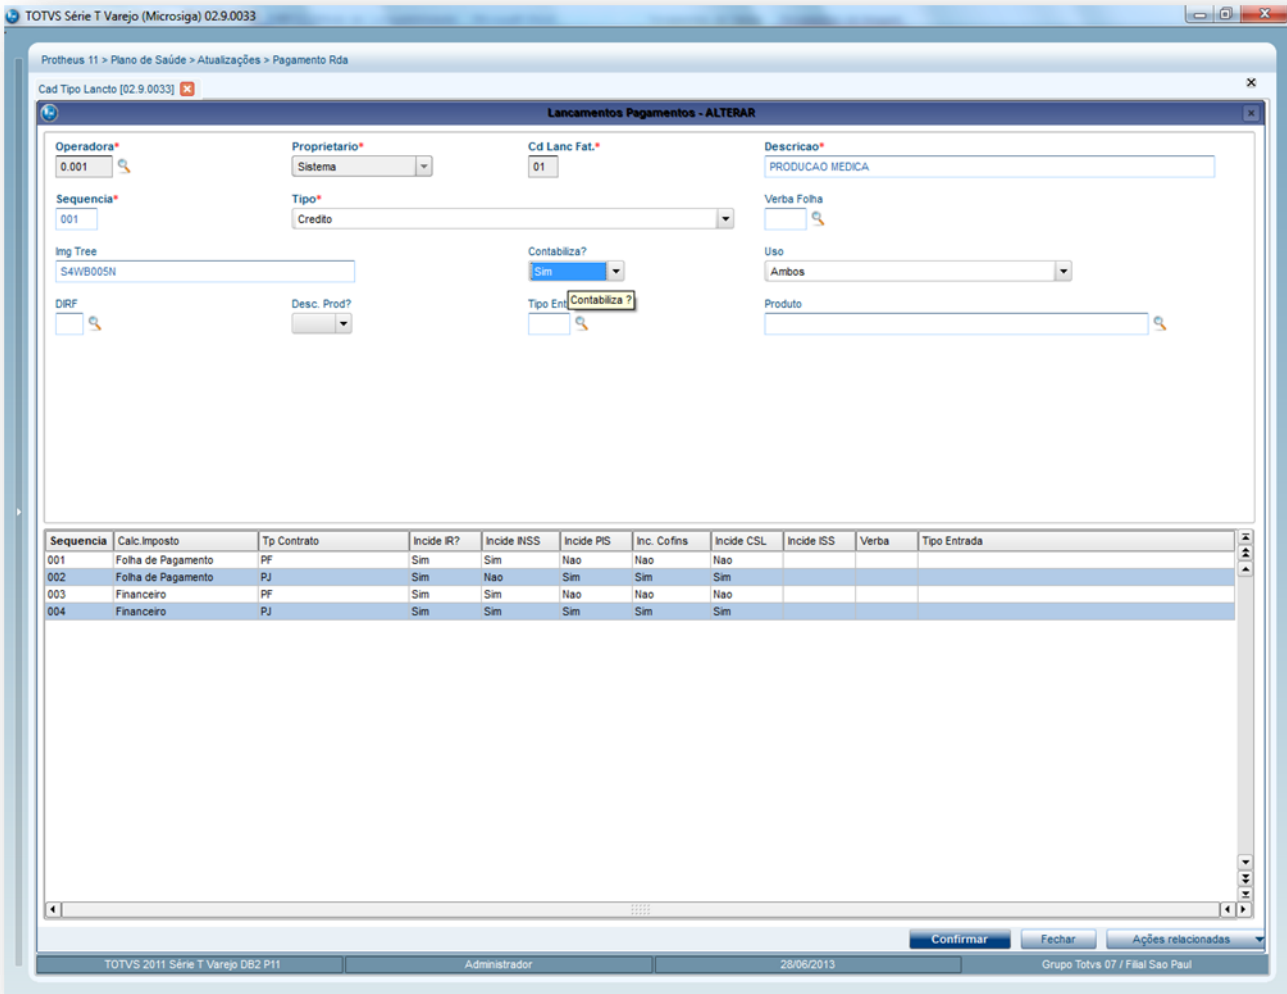 TOTVS Série T Varejo (Microsiga) 02.9.0033
Protheus 11 > Plano de Saúde > Atualizações > Pagamento Rda
Cad Tipo Lancto [02.9.0033]
Lancamentos Pagamentos - ALTERAR
Operadora* Proprietario* Cd Lanc Fat.* Descricao*
0.001 Sistema 01 PRODUCAO MEDICA
Sequencia* Tipo* Verba Folha
001 Credito
Img Tree Contabiliza? Uso
S4WB005N Sim Ambos
DIRF Desc. Prod? Tipo Ent Contabiliza ? Produto
Sequencia Calc.Imposto Tp Contrato Incide IR? Incide INSS Incide PIS Inc. Cofins Incide CSL Incide ISS Verba Tipo Entrada
001 Folha de Pagamento PF Sim Sim Nao Nao Nao
002 Folha de Pagamento PJ Sim Nao Sim Sim Sim
003 Financeiro PF Sim Sim Nao Nao Nao
004 Financeiro PJ Sim Sim Sim Sim Sim
Confirmar Fechar Ações relacionadas
TOTVS 2011 Série T Varejo DB2 P11 Administrador 28/06/2013 Grupo Totvs 07 / Filial Sao Paul